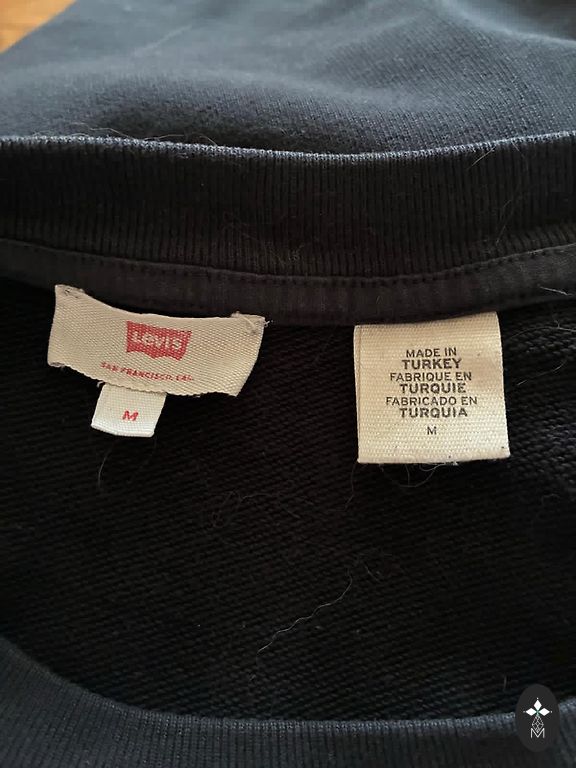 Levi's
SAN FRANCISCO, CAL.
M
MADE IN
TURKEY
FABRIQUE EN
TURQUIE
FABRICADO EN
TURQUIA
M